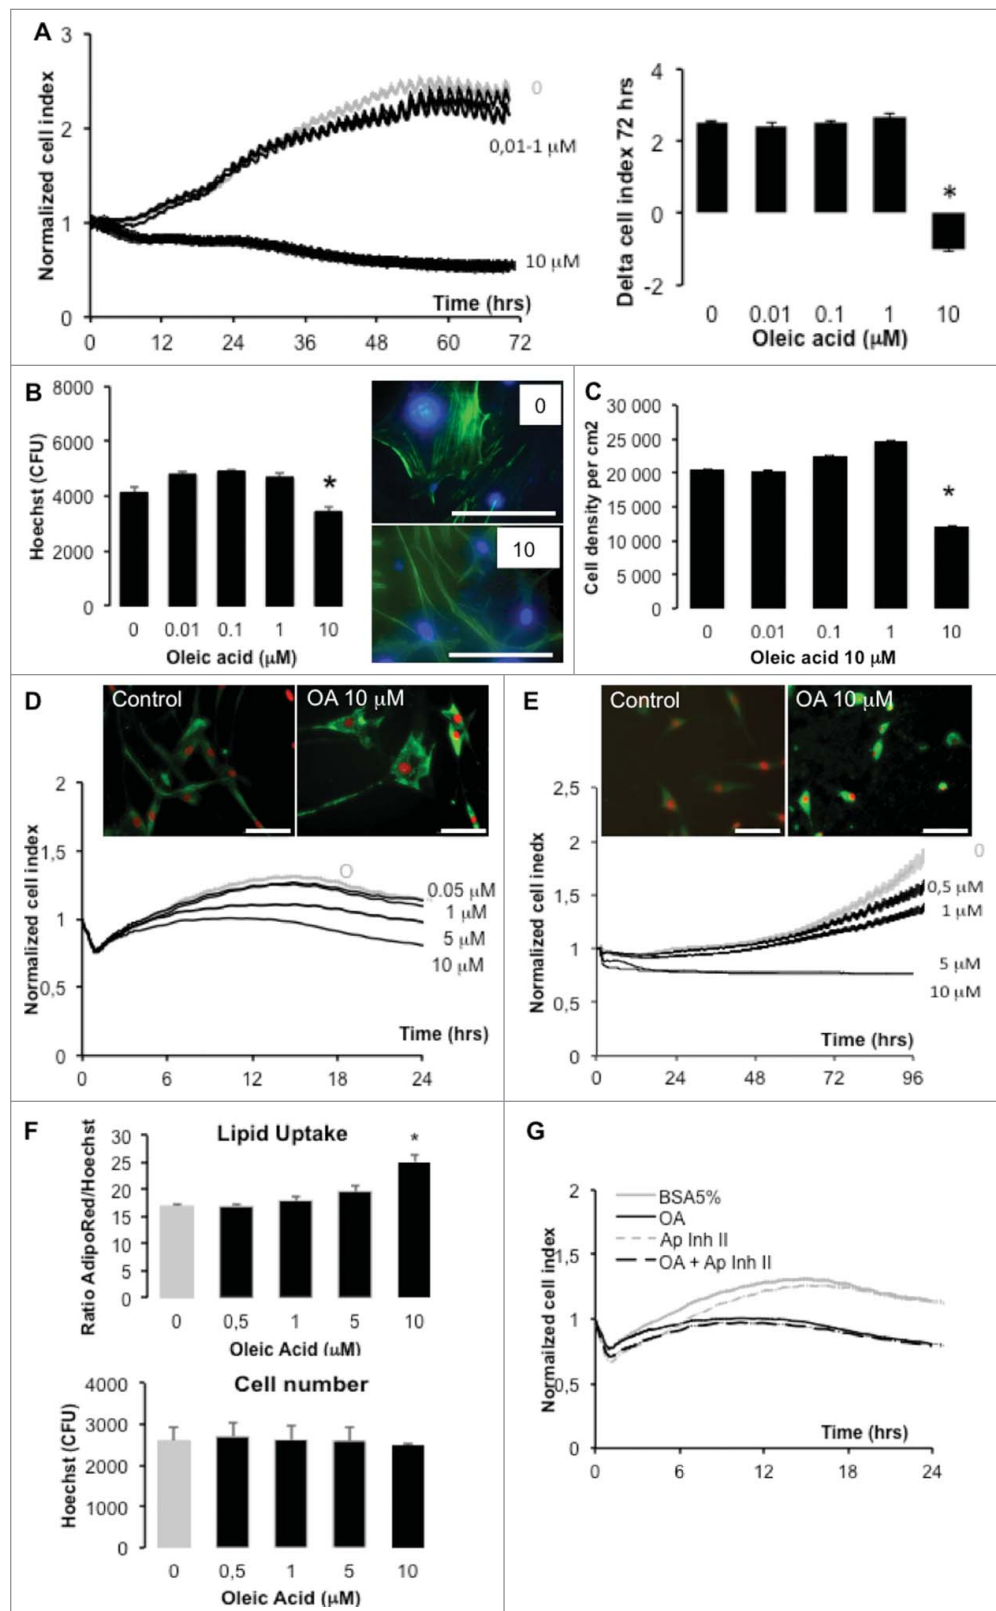 A
Normalized cell index
3
2
1
0
0
0,01-1 μM
10 μM
Time (hrs)
0 12 24 36 48 60 72
Delta cell index 72 hrs
4
2
0
-2
*
0 0.01 0.1 1 10
Oleic acid (μM)
B
Hoechst (CFU)
8000
6000
4000
2000
0
*
0 0.01 0.1 1 10
Oleic acid (μM)
0
10
C
Cell density per cm2
30 000
25 000
20 000
15 000
10 000
5 000
0
*
0 0.01 0.1 1 10
Oleic acid 10 μM
D
Control
OA 10 μM
Normalized cell index
2
1,5
1
0,5
0
O
0.05 μM
1 μM
5 μM
10 μM
Time (hrs)
0 6 12 18 24
E
Control
OA 10 μM
Normalized cell inedx
2,5
2
1,5
1
0,5
0
0
0,5 μM
1 μM
5 μM
10 μM
Time (hrs)
0 24 48 72 96
F
Lipid Uptake
Ratio AdipoRed/Hoechst
30
25
20
15
10
5
0
*
0 0,5 1 5 10
Oleic Acid (μM)
Cell number
Hoechst (CFU)
4000
3000
2000
1000
0
0 0,5 1 5 10
Oleic Acid (μM)
G
Normailzed cell index
2
1,5
1
0,5
0
BSA5%
OA
Ap Inh II
OA + Ap Inh II
Time (hrs)
0 6 12 18 24